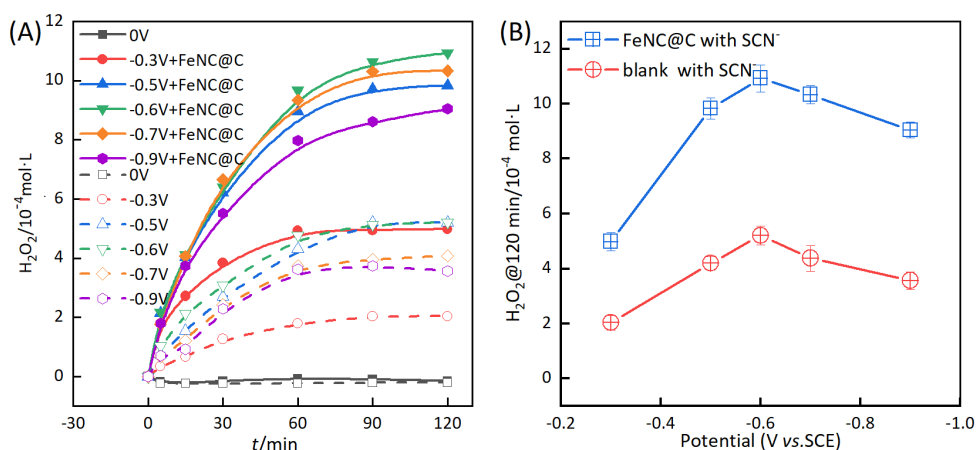 (A)
12
10
8
6
4
2
0
H₂O₂/10⁻⁴mol·L
-30
0
30
60
90
120
t/min
0V
-0.3V+FeNC@C
-0.5V+FeNC@C
-0.6V+FeNC@C
-0.7V+FeNC@C
-0.9V+FeNC@C
0V
-0.3V
-0.5V
-0.6V
-0.7V
-0.9V
(B)
12
10
8
6
4
2
0
H₂O₂@120 min/10⁻⁴ mol·L
-0.2
-0.4
-0.6
-0.8
-1.0
Potential (V vs.SCE)
FeNC@C with SCN⁻
blank with SCN⁻